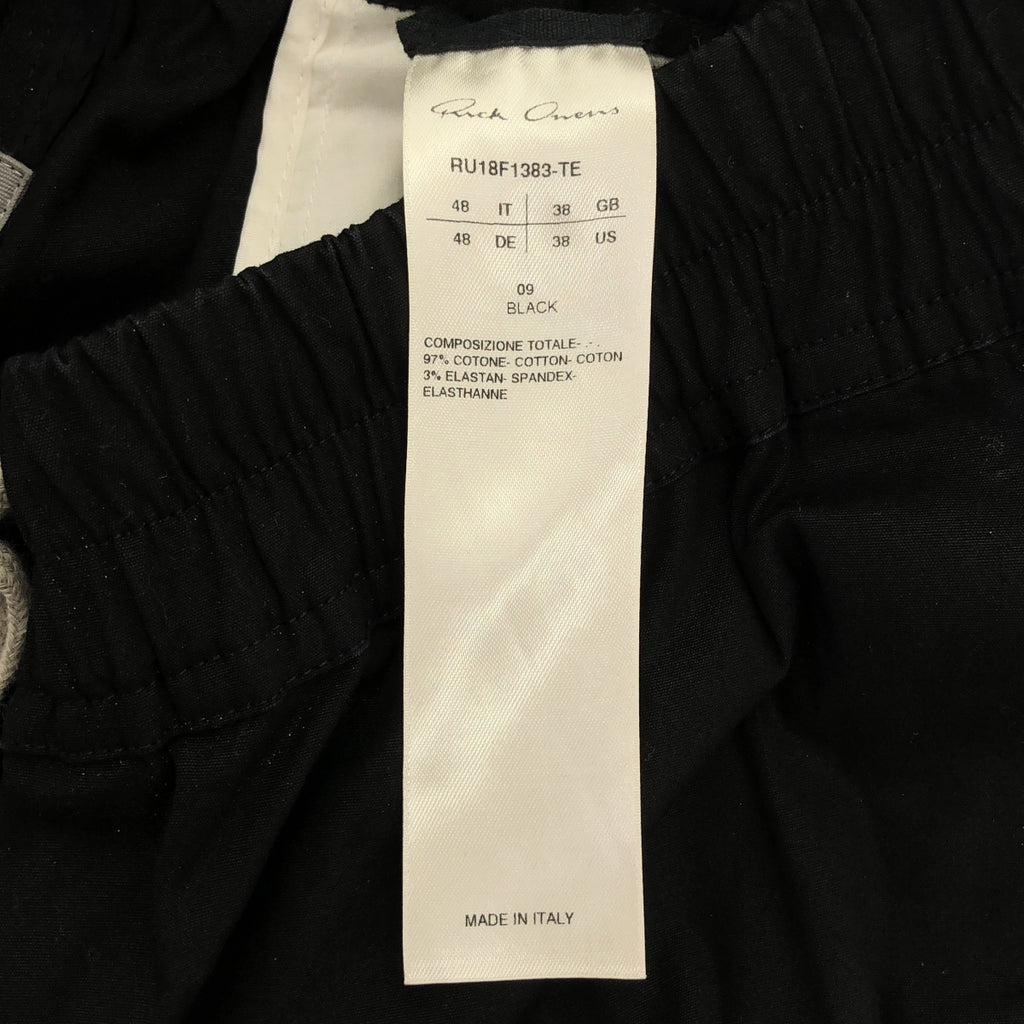 Rick Owens
RU18F1383-TE
48 IT 38 GB
48 DE 38 US
09
BLACK
COMPOSIZIONE TOTALE- . - .
97% COTONE- COTTON- COTON
3% ELASTAN- SPANDEX-
ELASTHANNE
MADE IN ITALY